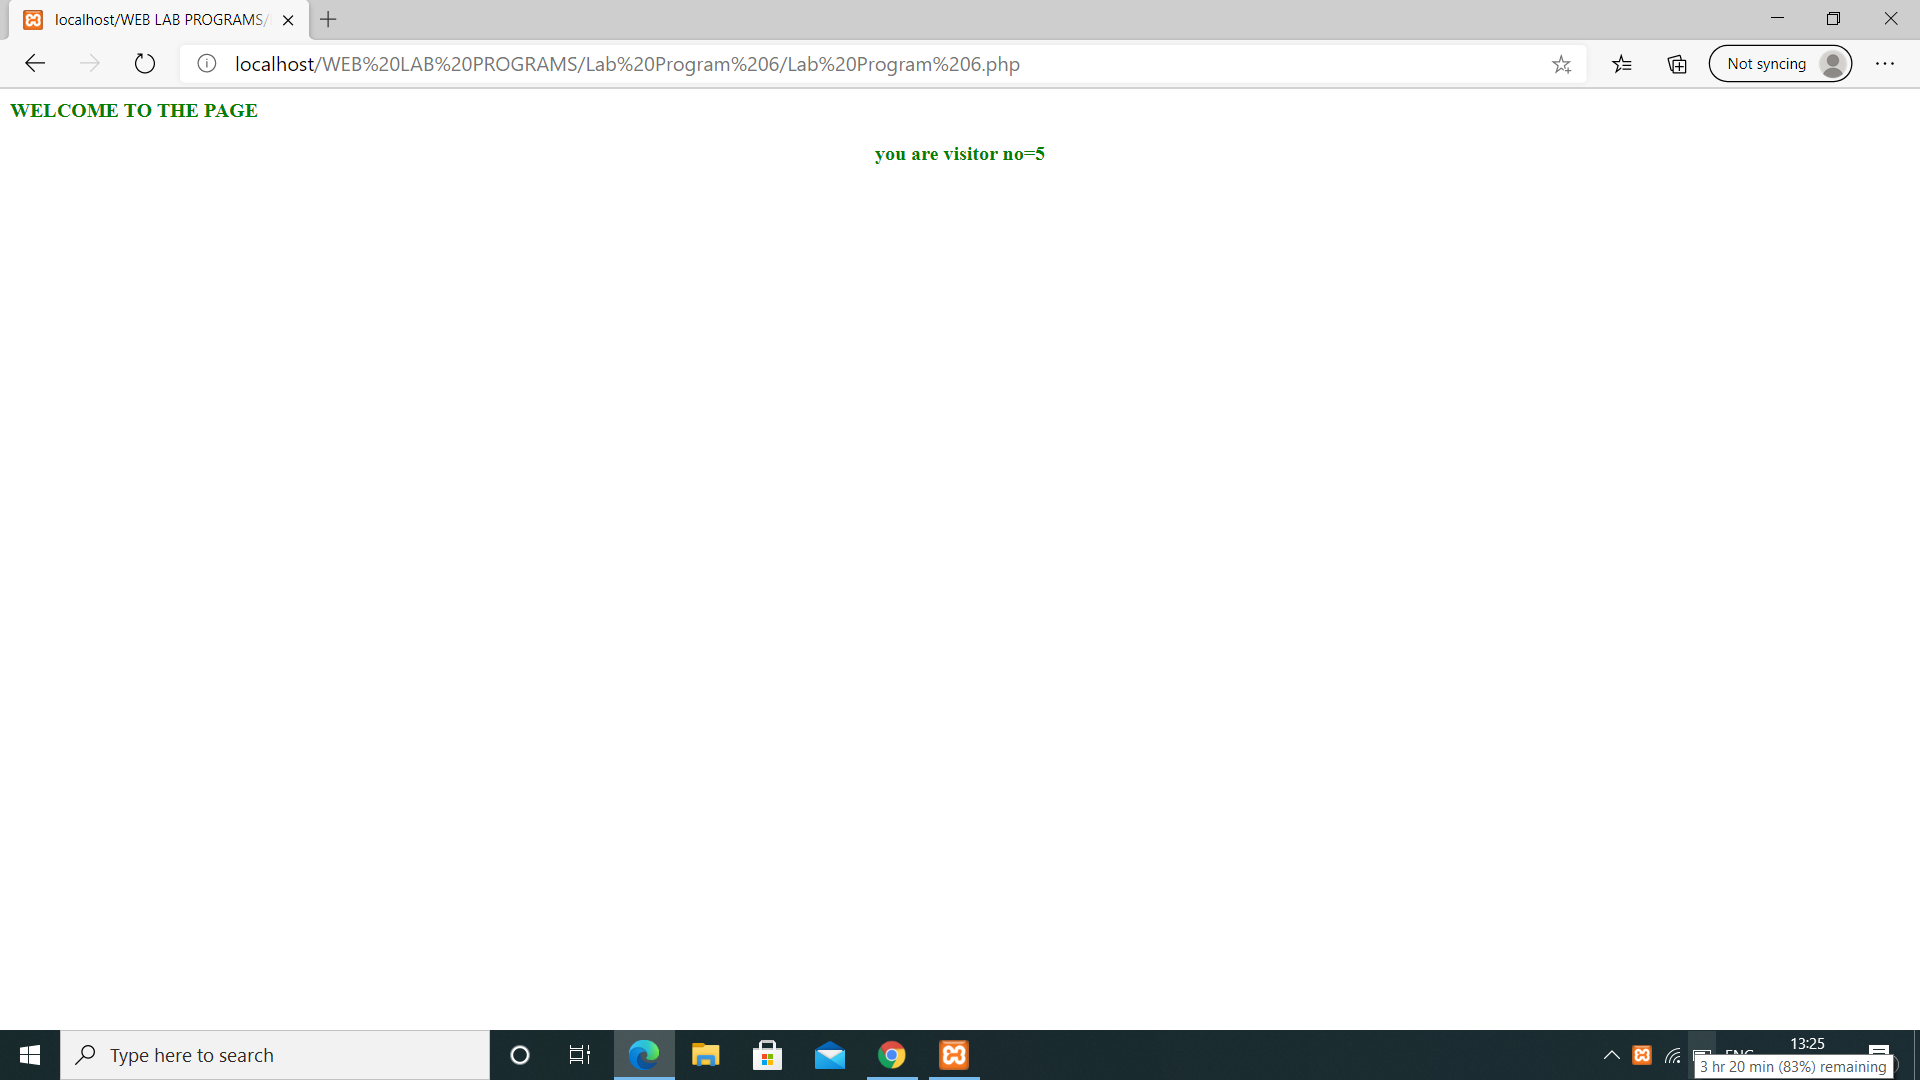 localhost/WEB LAB PROGRAMS/
localhost/WEB%20LAB%20PROGRAMS/Lab%20Program%206/Lab%20Program%206.php
Not syncing
WELCOME TO THE PAGE
you are visitor no=5
Type here to search
13:25
3 hr 20 min (83%) remaining